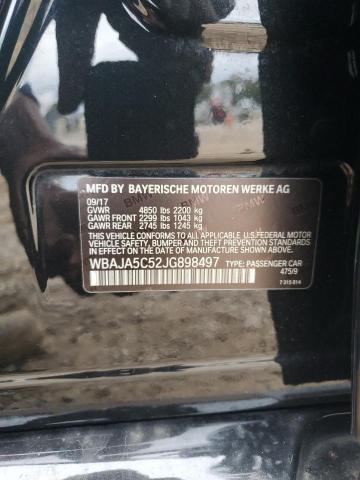 MFD BY BAYERISCHE MOTOREN WERKE AG
09/17
GVWR 4850 lbs 2200 kg
GAWR FRONT 2299 lbs 1043 kg
GAWR REAR 2745 lbs 1245 kg
THIS VEHICLE CONFORMS TO ALL APPLICABLE
U.S. FEDERAL MOTOR VEHICLE SAFETY, BUMPER
AND THEFT PREVENTION STANDARDS IN EFFECT
ON THE DATE OF MANUFACTURE SHOWN ABOVE.
WBAJA5C52JG898497 TYPE: PASSENGER CAR
475/9
7 315 814